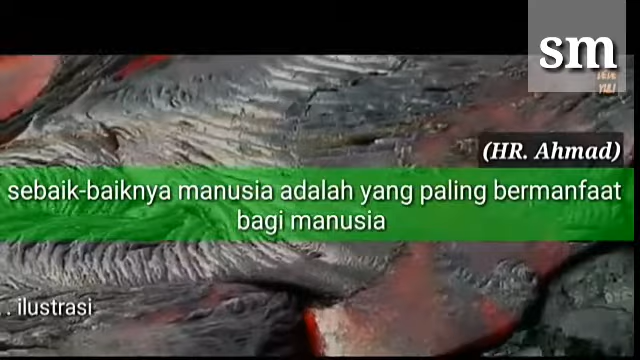 sm
(HR. Ahmad)
sebaik-baiknya manusia adalah yang paling bermanfaat
bagi manusia
. . ilustrasi